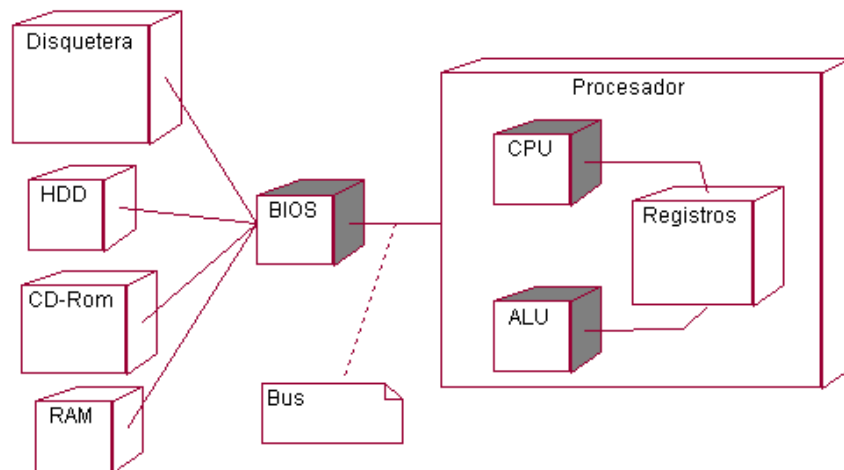 Disquetera
HDD
CD-Rom
RAM
BIOS
Bus
Procesador
CPU
ALU
Registros